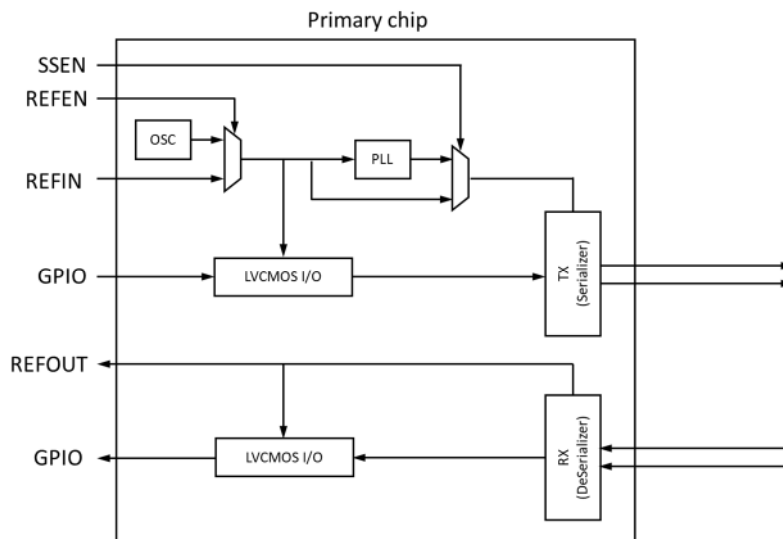 Primary chip
SSEN
REFEN
OSC
PLL
REFIN
TX
(Serializer)
GPIO
LVCMOS I/O
REFOUT
RX
(DeSerializer)
GPIO
LVCMOS I/O